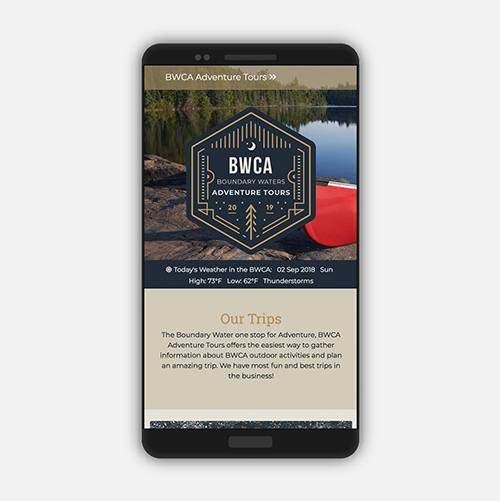 BWCA Adventure Tours »
BWCA
BOUNDARY WATERS
ADVENTURE TOURS
20 19
Today's Weather in the BWCA: 02 Sep 2018 Sun
High: 73°F Low: 62°F Thunderstorms
Our Trips
The Boundary Water one stop for Adventure, BWCA
Adventure Tours offers the easiest way to gather
information about BWCA outdoor activities and plan
an amazing trip. We have most fun and best trips in
the business!